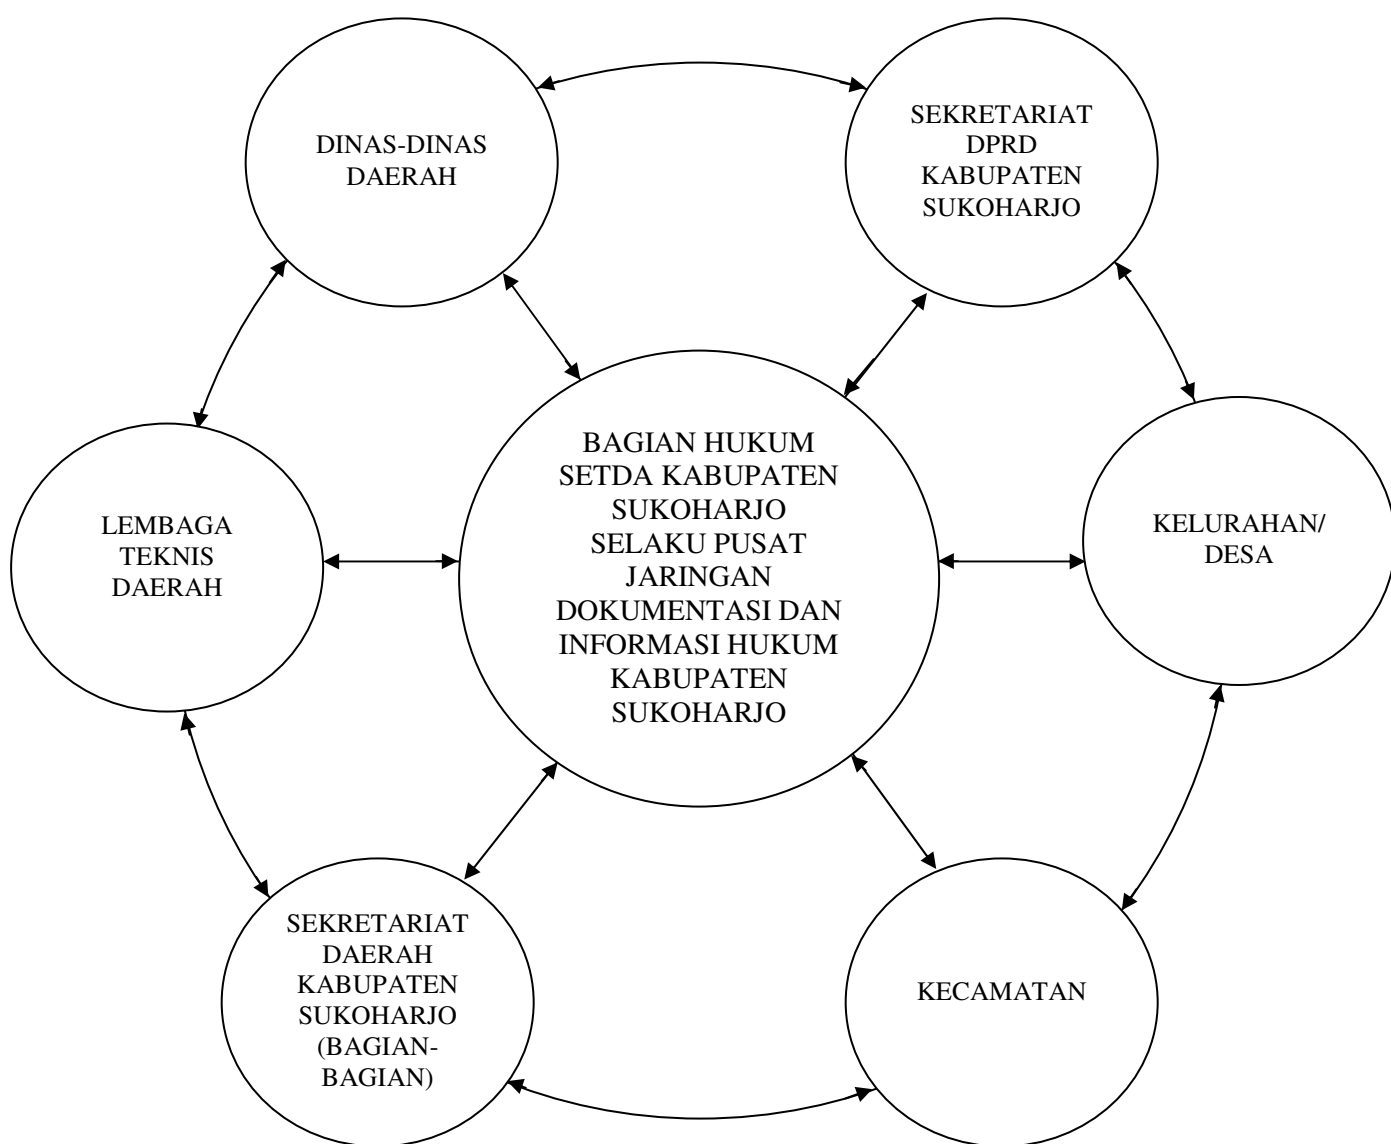 DINAS-DINAS
DAERAH
SEKRETARIAT
DPRD
KABUPATEN
SUKOHARJO
BAGIAN HUKUM
SETDA KABUPATEN
SUKOHARJO
SELAKU PUSAT
JARINGAN
DOKUMENTASI DAN
INFORMASI HUKUM
KABUPATEN
SUKOHARJO
LEMBAGA
TEKNIS
DAERAH
KELURAHAN/
DESA
SEKRETARIAT
DAERAH
KABUPATEN
SUKOHARJO
(BAGIAN-
BAGIAN)
KECAMATAN